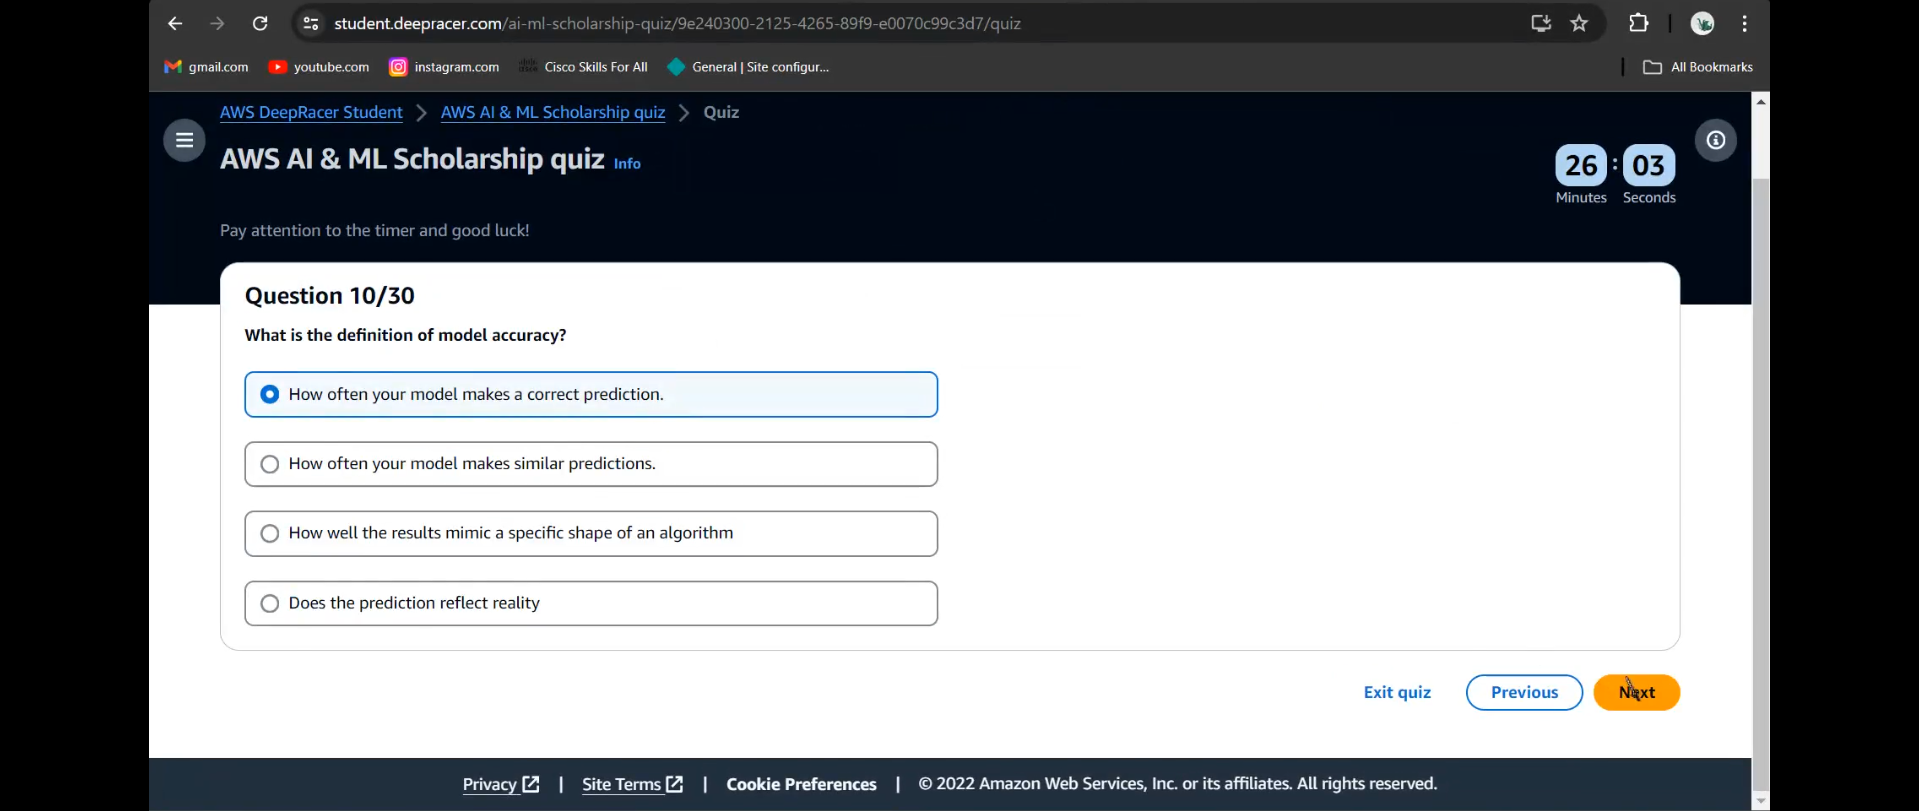 student.deepracer.com/ai-ml-scholarship-quiz/9e240300-2125-4265-89f9-e0070c99c3d7/quiz
gmail.com youtube.com instagram.com Cisco Skills For All General | Site configur... All Bookmarks
AWS DeepRacer Student AWS AI & ML Scholarship quiz Quiz
AWS AI & ML Scholarship quiz Info
26 : 03
Minutes Seconds
Pay attention to the timer and good luck!
Question 10/30
What is the definition of model accuracy?
How often your model makes a correct prediction.
How often your model makes similar predictions.
How well the results mimic a specific shape of an algorithm
Does the prediction reflect reality
Exit quiz Previous Next
Privacy | Site Terms | Cookie Preferences | © 2022 Amazon Web Services, Inc. or its affiliates. All rights reserved.